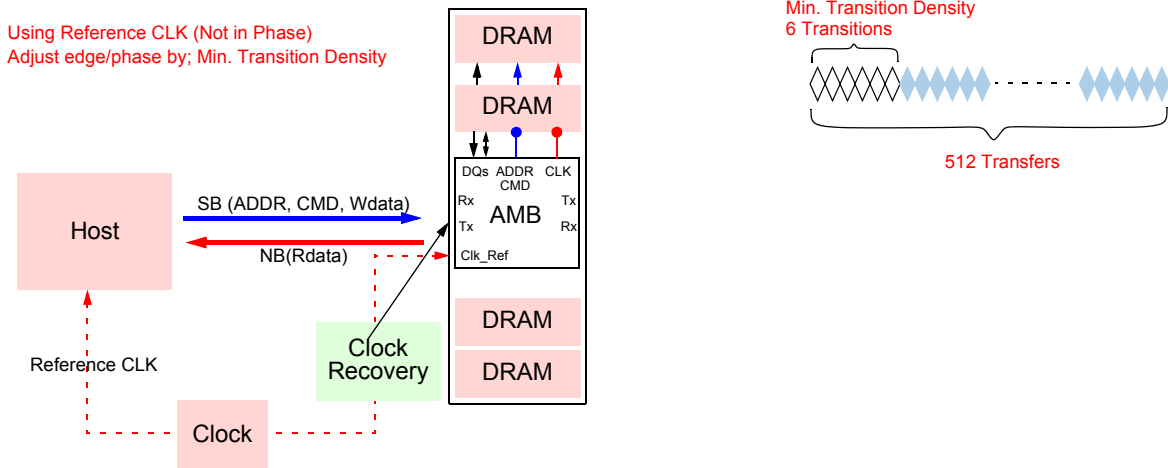 Using Reference CLK (Not in Phase)
Adjust edge/phase by; Min. Transition Density
Min. Transition Density
6 Transitions
512 Transfers
DRAM
DRAM
DQs ADDR CLK
CMD
Rx Tx
AMB
Tx Rx
Clk_Ref
Host
SB (ADDR, CMD, Wdata)
NB(Rdata)
DRAM
DRAM
Clock
Recovery
Reference CLK
Clock